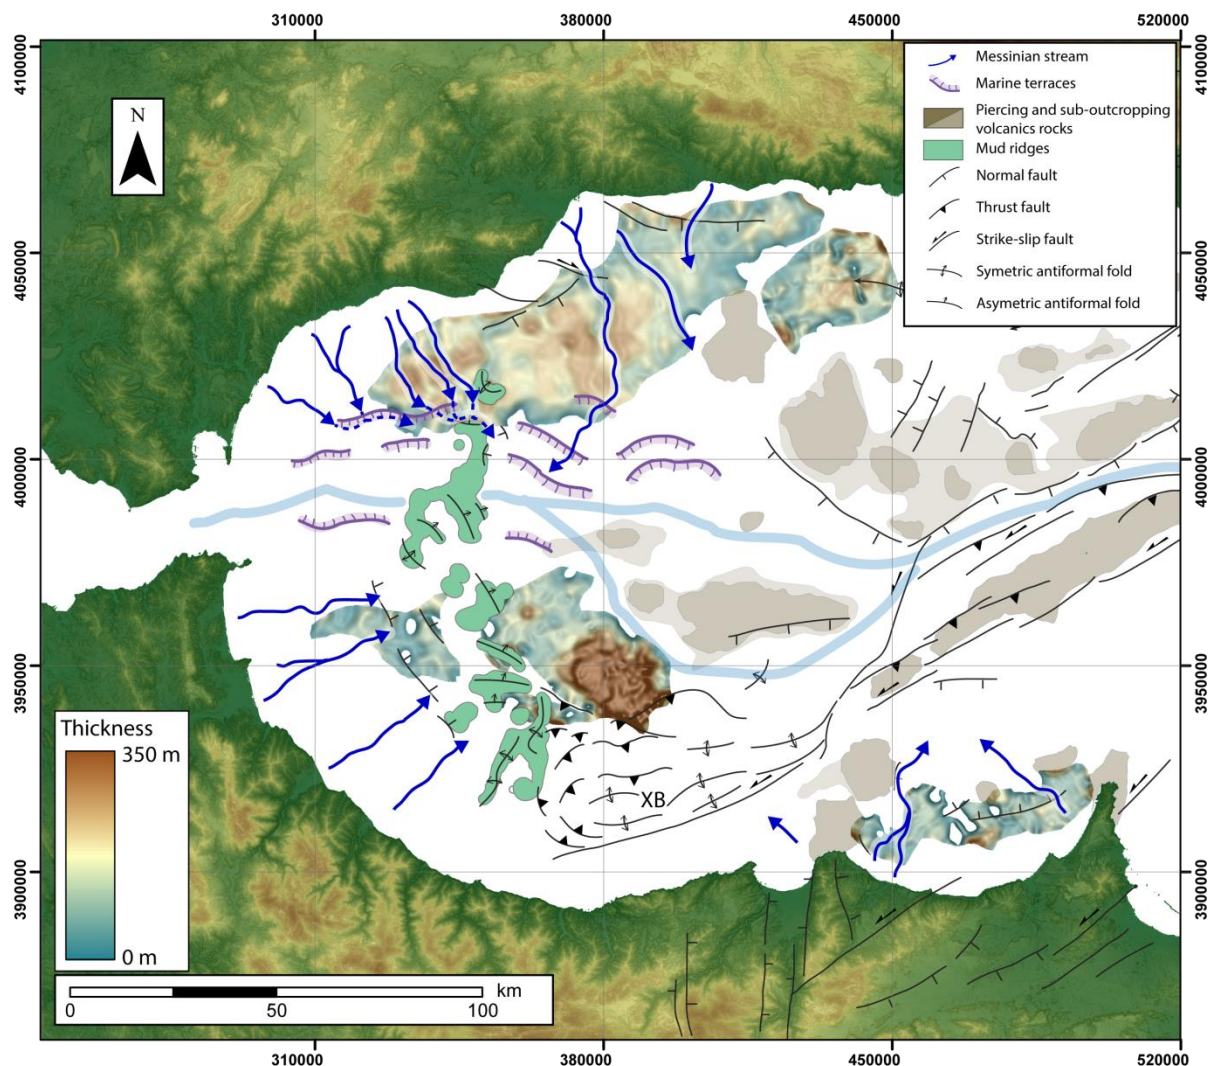 310000
380000
450000
520000
4100000
4100000
N
Messinian stream
Marine terraces
Piercing and sub-outcropping
volcanics rocks
Mud ridges
Normal fault
Thrust fault
Strike-slip fault
Symetric antiformal fold
Asymetric antiformal fold
4050000
4050000
4000000
4000000
3950000
3950000
XB
Thickness
350 m
0 m
3900000
3900000
km
0
50
100
310000
380000
450000
520000